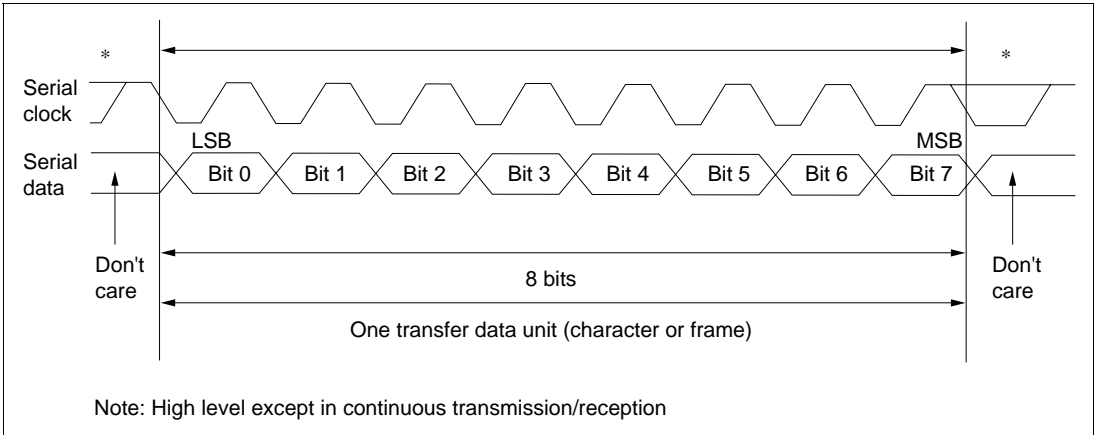 * *
Serial
clock
LSB MSB
Serial
data
Bit 0 Bit 1 Bit 2 Bit 3 Bit 4 Bit 5 Bit 6 Bit 7
Don't
care
8 bits
Don't
care
One transfer data unit (character or frame)
Note: High level except in continuous transmission/reception